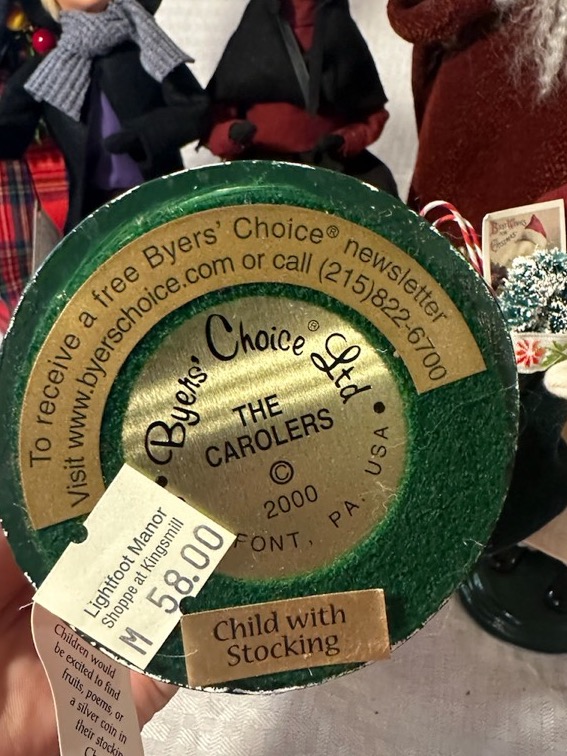 To receive a free Byers' Choice® newsletter
Visit www.byerschoice.com or call (215)822-6700
Byers' Choice® Ltd
THE
CAROLERS
©
2000
FONT, PA. USA
Lightfoot Manor
Shoppe at Kingsmill
M 58.00
Child with
Stocking
Children would
be excited to find
fruits, poems, or
a silver coin in
their stockin